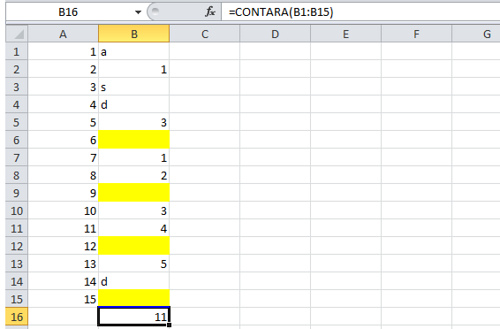 B16 fx =CONTARA(B1:B15)
A B C D E F G
1 1 a
2 2 1
3 3 s
4 4 d
5 5 3
6 6
7 7 1
8 8 2
9 9
10 10 3
11 11 4
12 12
13 13 5
14 14 d
15 15
16 11